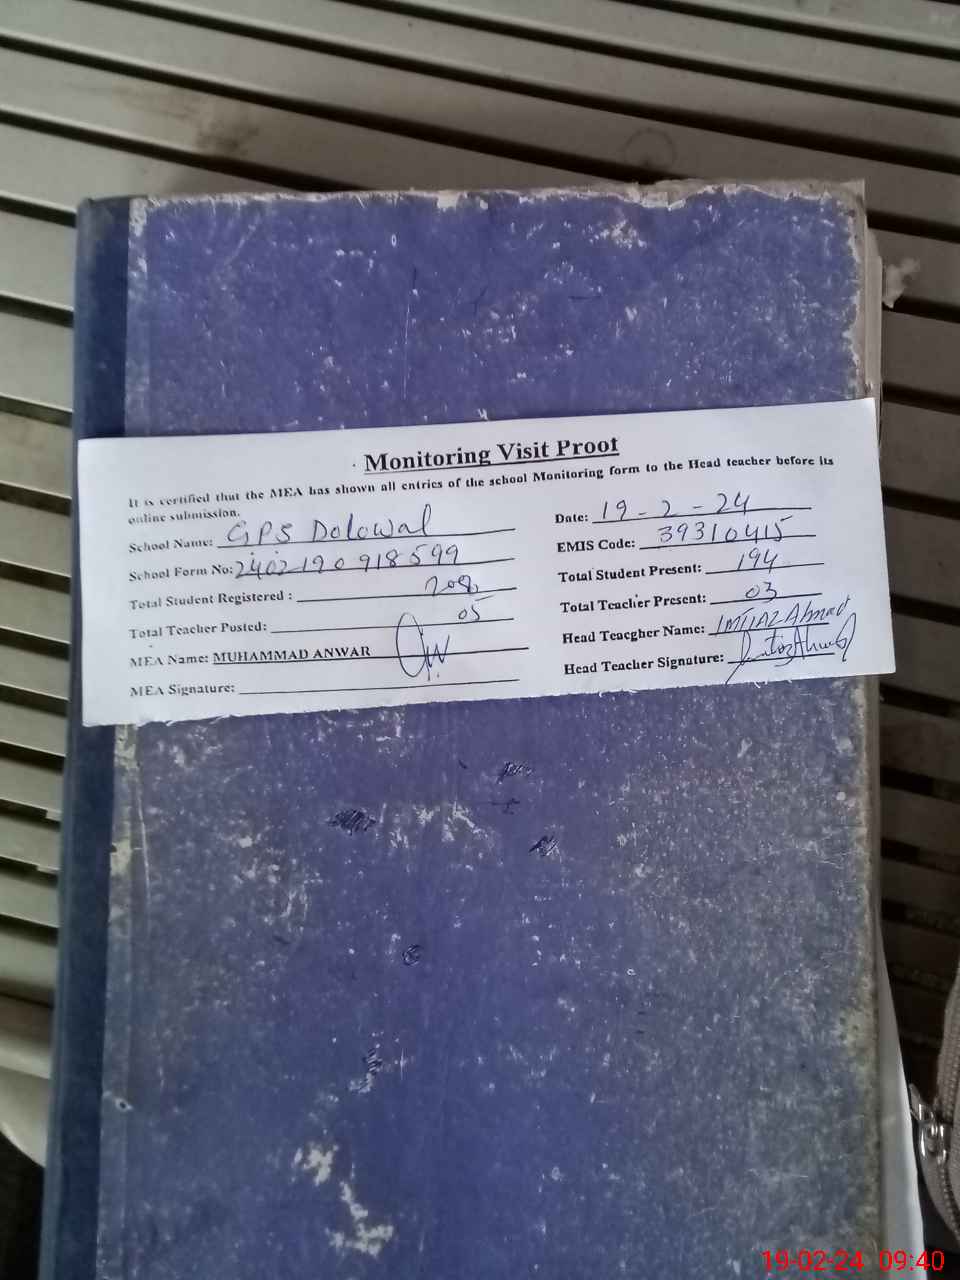 Monitoring Visit Proof
It is certified that the MEA has shown all entries of the school Monitoring form to the Head teacher before its
online submission.
School Name: GPS Dolowal
Date: 19-2-24
School Form No: 2402190918599
EMIS Code: 39310415
Total Student Registered : 208
Total Student Present: 194
Total Teacher Posted: 05
Total Teacher Present: 03
MEA Name: MUHAMMAD ANWAR
Head Teacgher Name: IMTIAZ Ahmad
MEA Signature:
Head Teacher Signature:
19-02-24 09:40